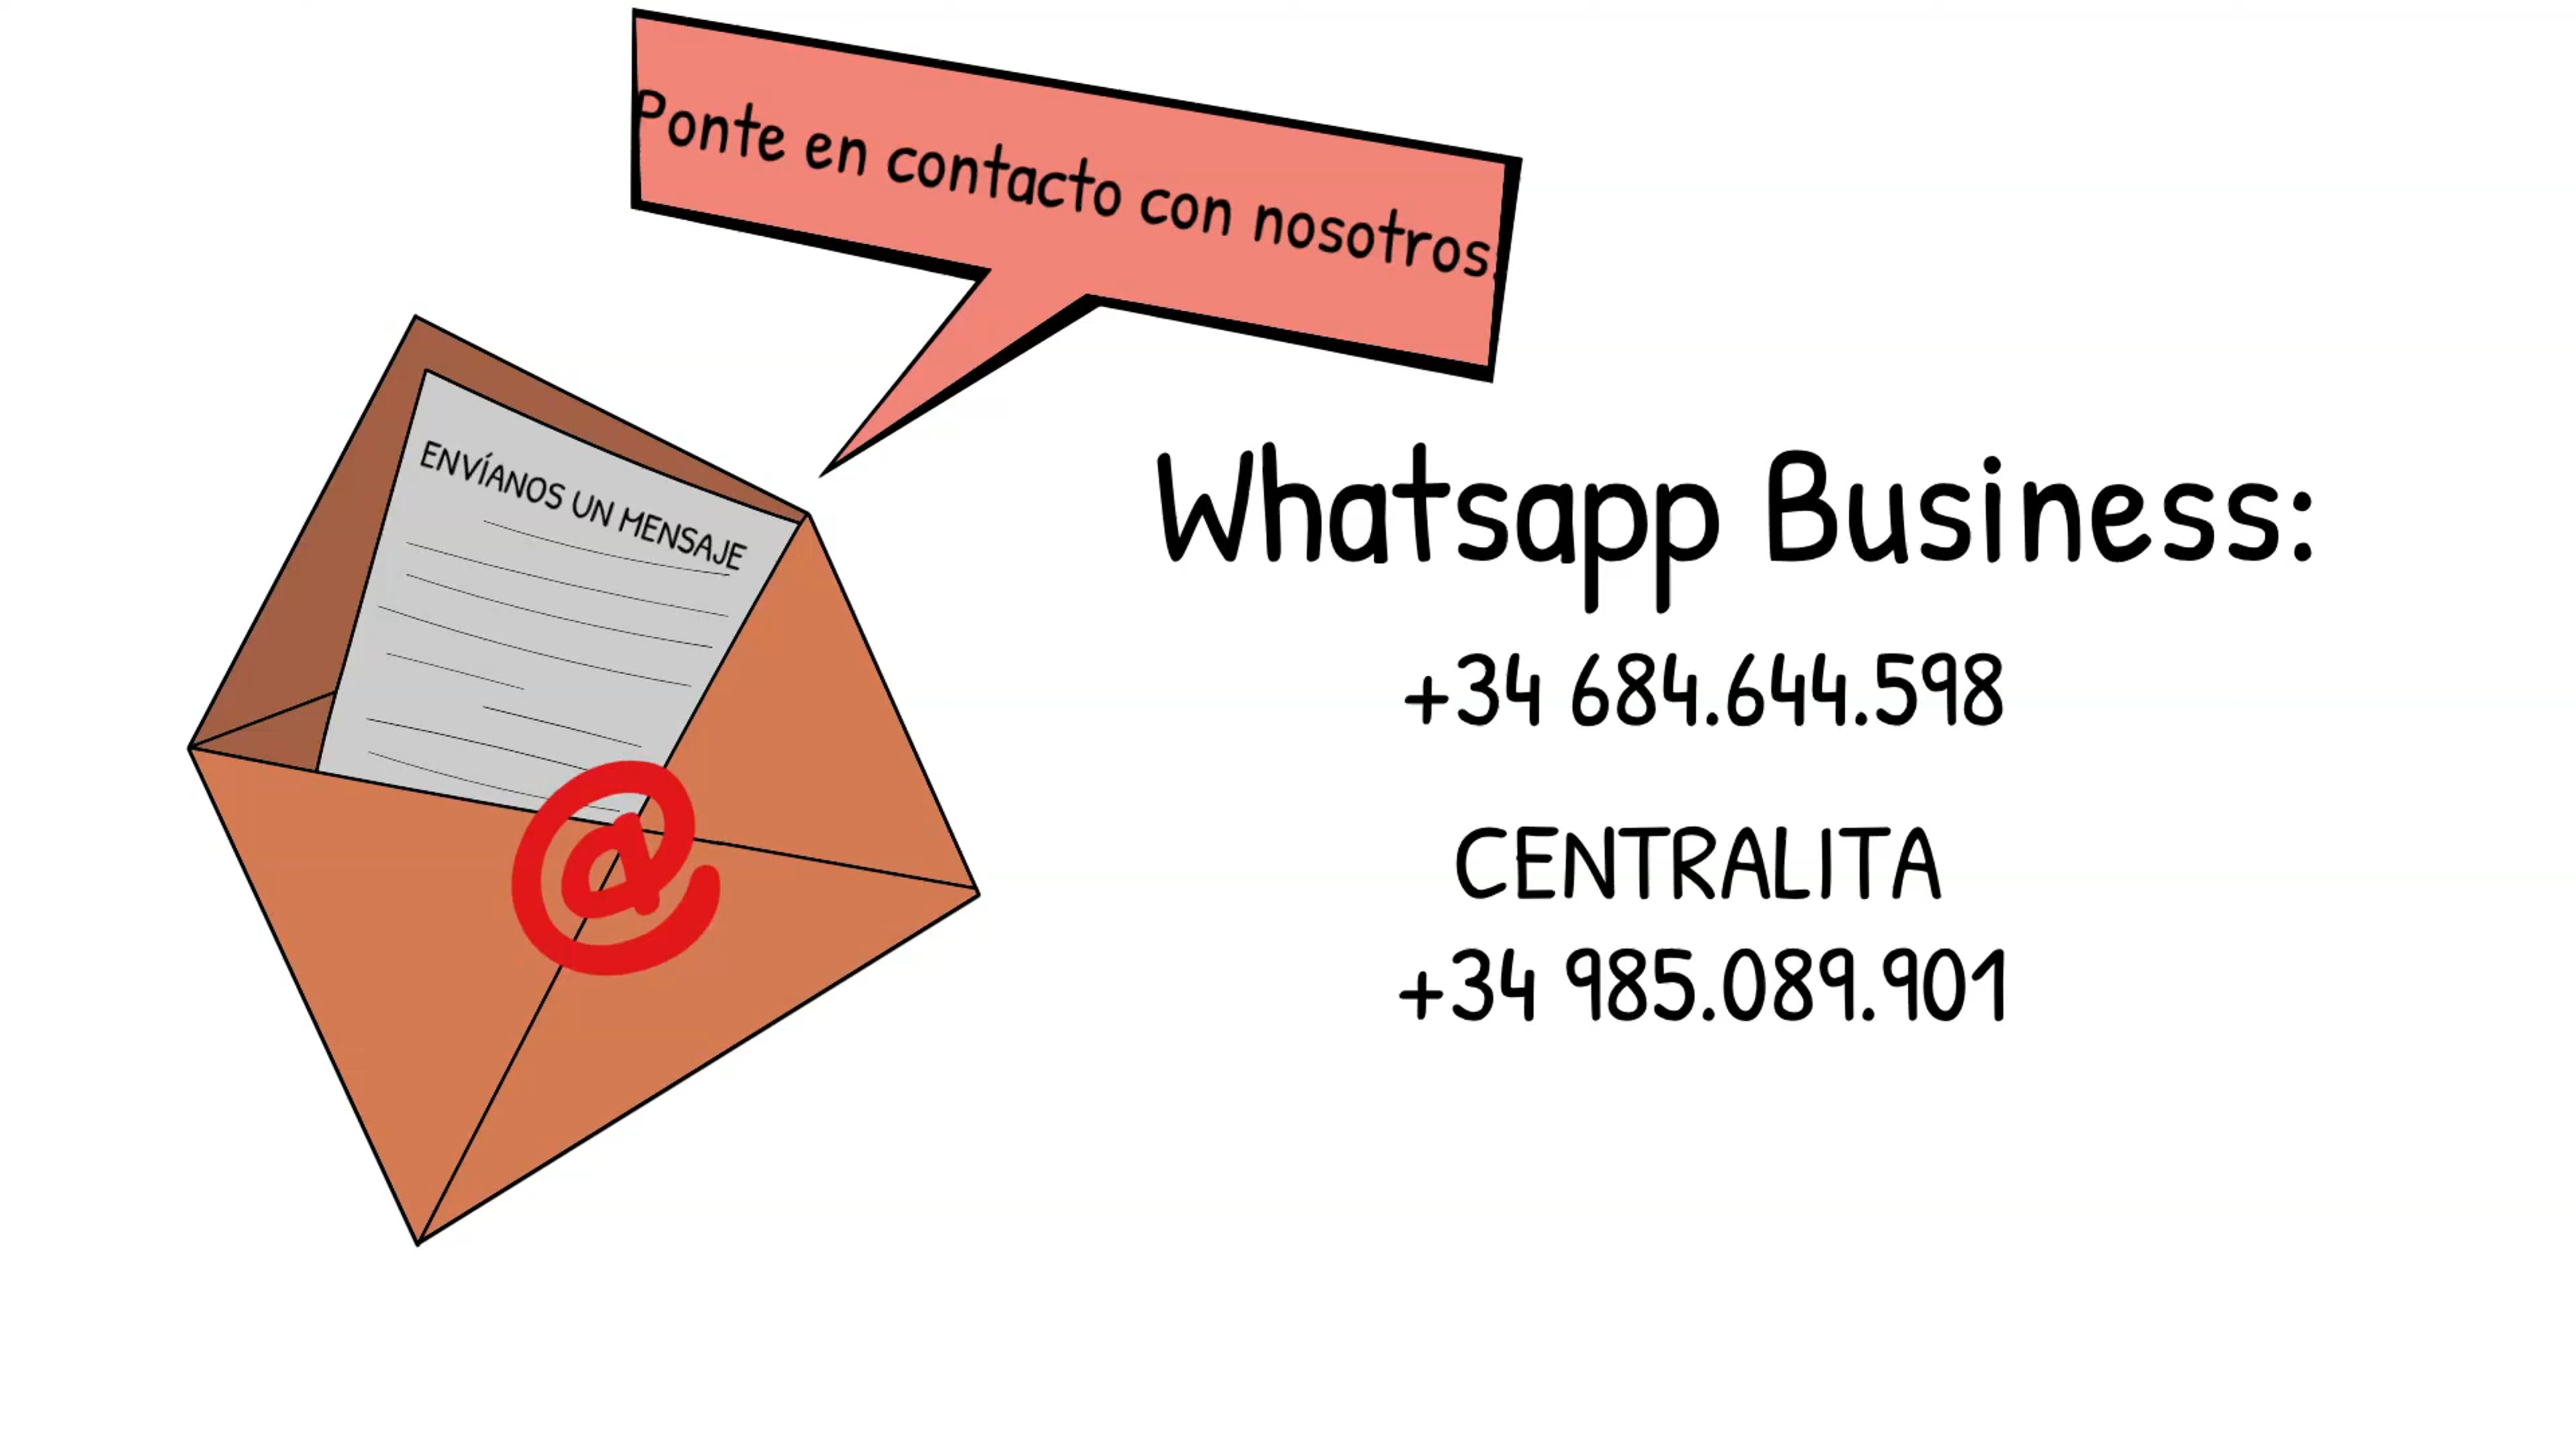 Ponte en contacto con nosotros.
ENVÍANOS UN MENSAJE
@
Whatsapp Business:
+34 684.644.598
CENTRALITA
+34 985.089.901